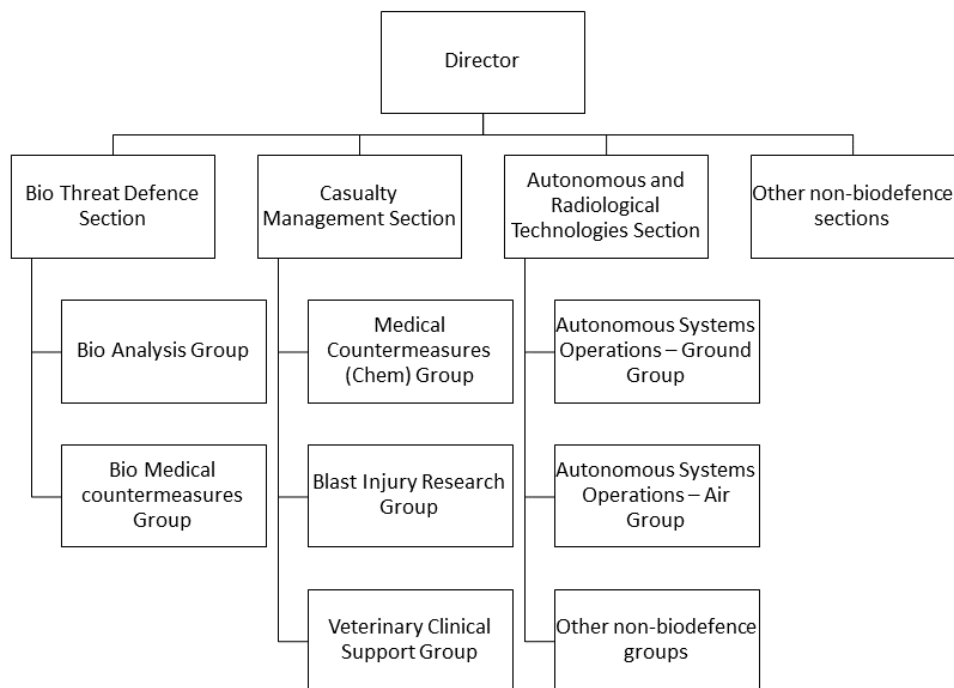 Director
Bio Threat Defence
Section
Casualty
Management Section
Autonomous and
Radiological
Technologies Section
Other non-biodefence
sections
Bio Analysis Group
Medical
Countermeasures
(Chem) Group
Autonomous Systems
Operations – Ground
Group
Bio Medical
countermeasures
Group
Blast Injury Research
Group
Autonomous Systems
Operations – Air
Group
Veterinary Clinical
Support Group
Other non-biodefence
groups